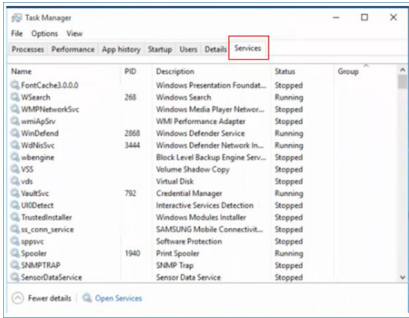 Task Manager
File Options View
Processes Performance App history Startup Users Details Services
Name PID Description Status Group
FontCache3.0.0.0 Windows Presentation Foundat... Stopped
WSearch 268 Windows Search Running
WMPNetworkSvc Windows Media Player Networ... Stopped
wmiApSrv WMI Performance Adapter Stopped
WinDefend 2868 Windows Defender Service Running
WdNisSvc 3444 Windows Defender Network In... Running
wbengine Block Level Backup Engine Serv... Stopped
VSS Volume Shadow Copy Stopped
vds Virtual Disk Stopped
VaultSvc 792 Credential Manager Running
UI0Detect Interactive Services Detection Stopped
TrustedInstaller Windows Modules Installer Stopped
ss_conn_service SAMSUNG Mobile Connectivit... Stopped
sppsvc Software Protection Stopped
Spooler 1940 Print Spooler Running
SNMPTRAP SNMP Trap Stopped
SensorDataService Sensor Data Service Stopped
Fewer details Open Services